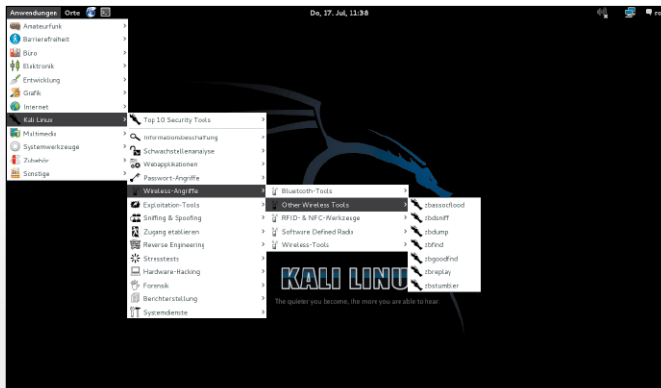 Anwendungen Orte
Do, 17. Jul, 11:38
Amateurfunk
Barrierefreiheit
Büro
Elektronik
Entwicklung
Grafik
Internet
Kali Linux
Multimedia
Systemwerkzeuge
Zubehör
Sonstige
Top 10 Security Tools
Informationsbeschaffung
Schwachstellenanalyse
Webapplikationen
Passwort-Angriffe
Wireless-Angriffe
Exploitation-Tools
Sniffing & Spoofing
Zugang etablieren
Reverse Engineering
Stresstests
Hardware-Hacking
Forensik
Berichterstellung
Systemdienste
Bluetooth-Tools
Other Wireless Tools
RFID- & NFC-Werkzeuge
Software Defined Radio
Wireless-Tools
zbassocflood
zbdsniff
zbdump
zbfind
zbgoodfind
zbreplay
zbstumbler
KALI LINU
The quieter you become, the more you are able to hear.